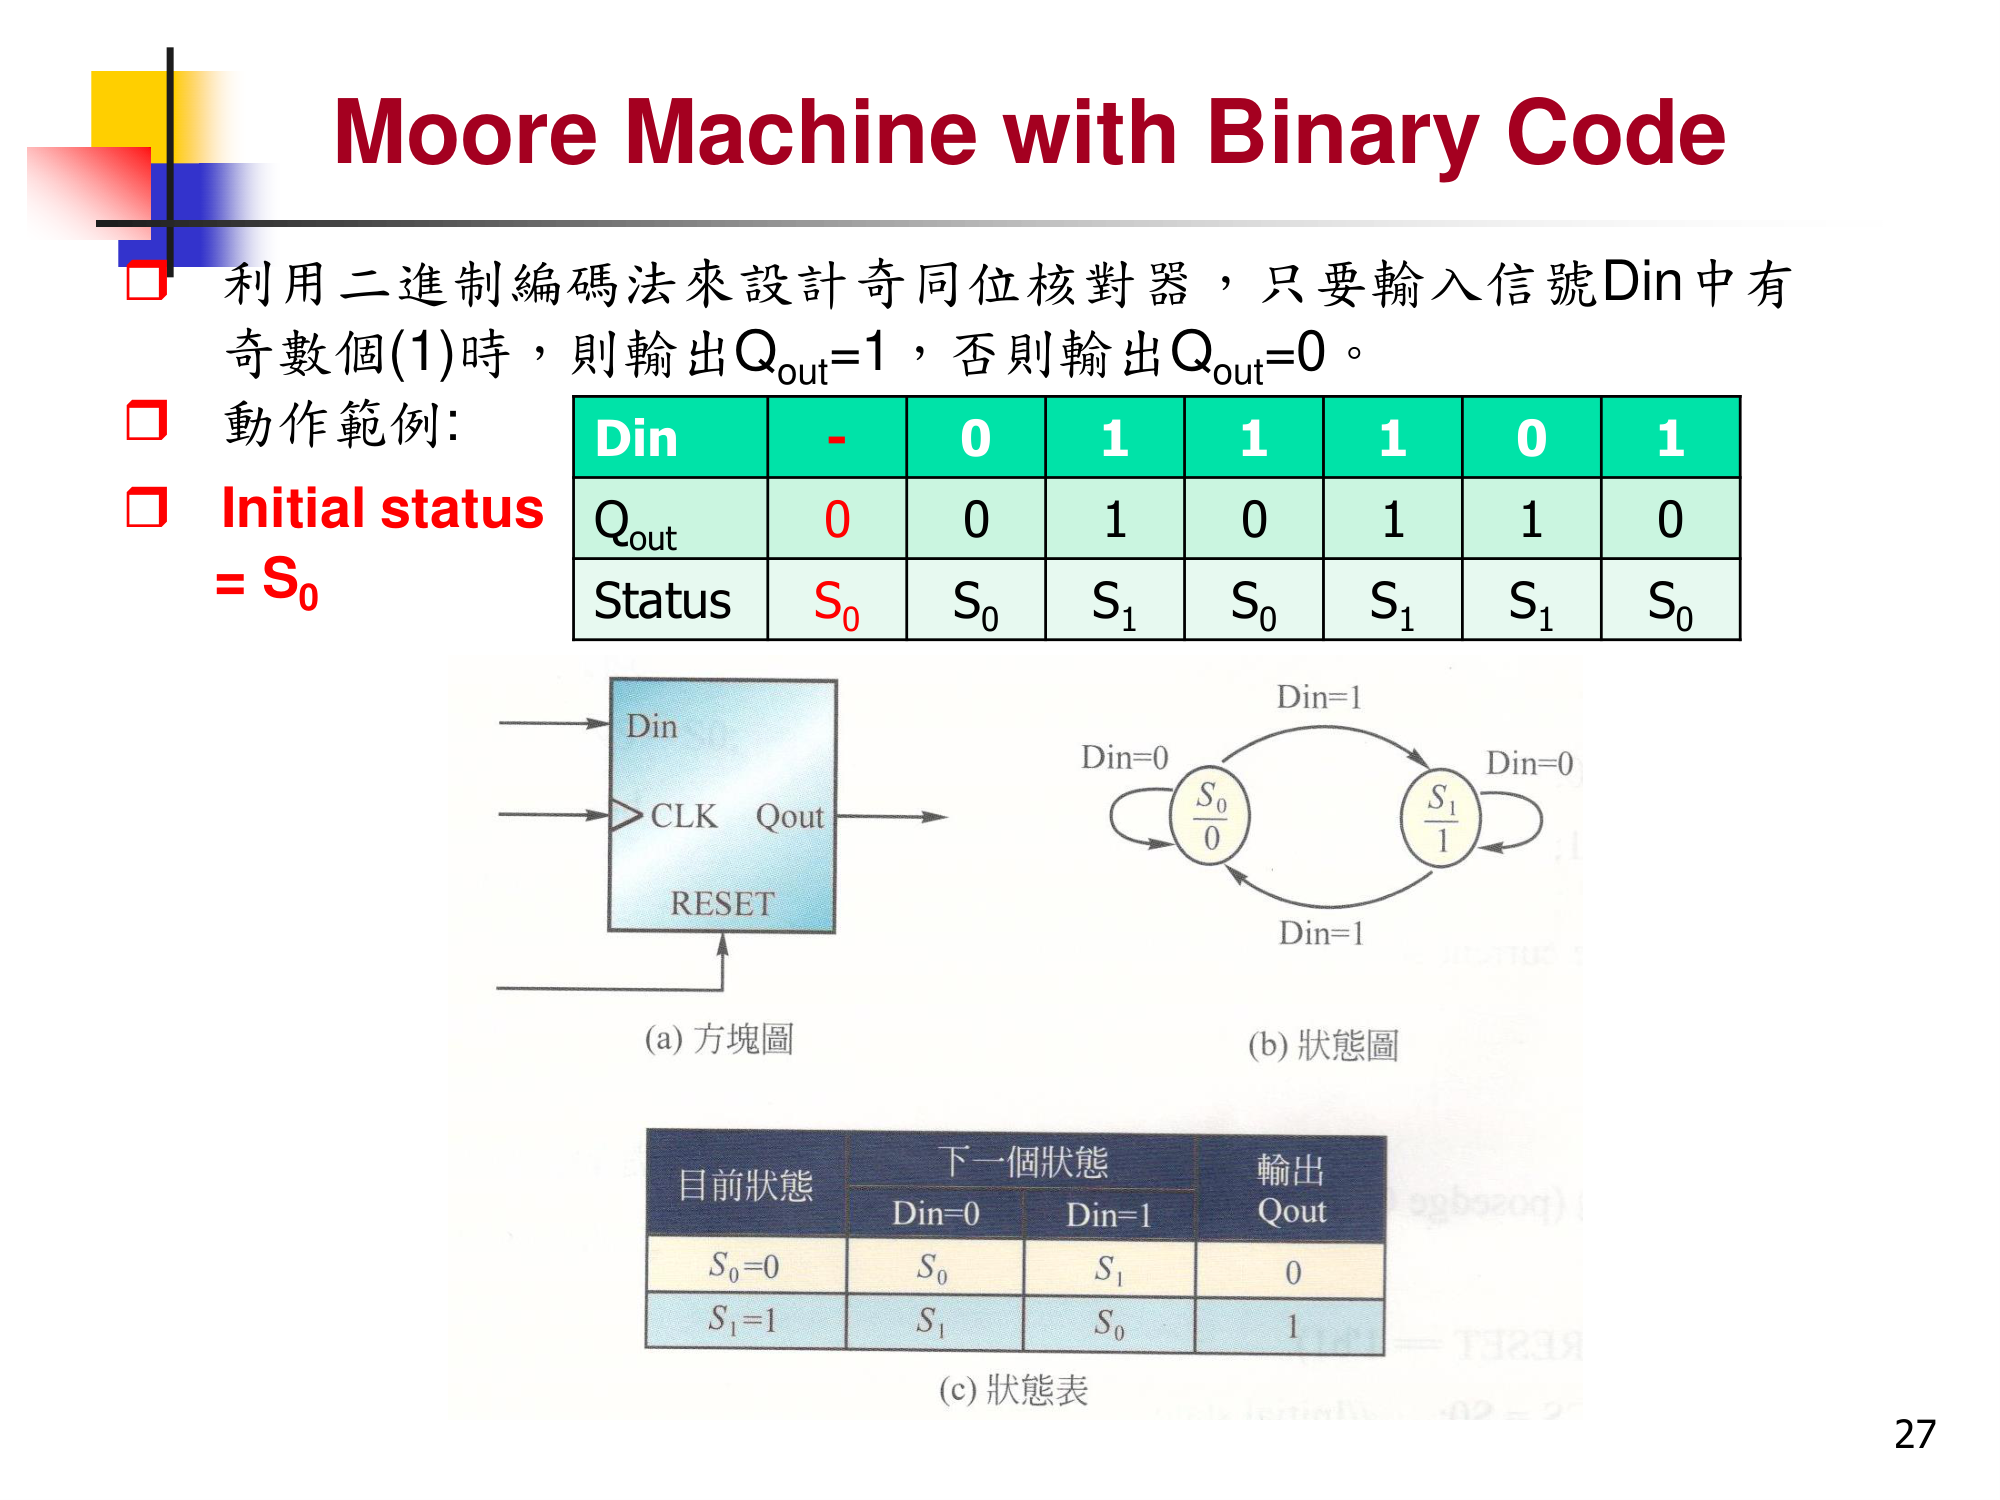 Moore Machine with Binary Code
利用二進制編碼法來設計奇同位核對器，只要輸入信號Din中有
奇數個(1)時，則輸出Qout=1，否則輸出Qout=0。
動作範例:
Initial status
= S0
Din - 0 1 1 1 0 1
Qout 0 0 1 0 1 1 0
Status S0 S0 S1 S0 S1 S1 S0
Din
CLK Qout
RESET
(a) 方塊圖
Din=1
Din=0 Din=0
S0 S1
0 1
Din=1
(b) 狀態圖
目前狀態 下一個狀態 輸出
Din=0 Din=1 Qout
S0=0 S0 S1 0
S1=1 S1 S0 1
(c) 狀態表
27